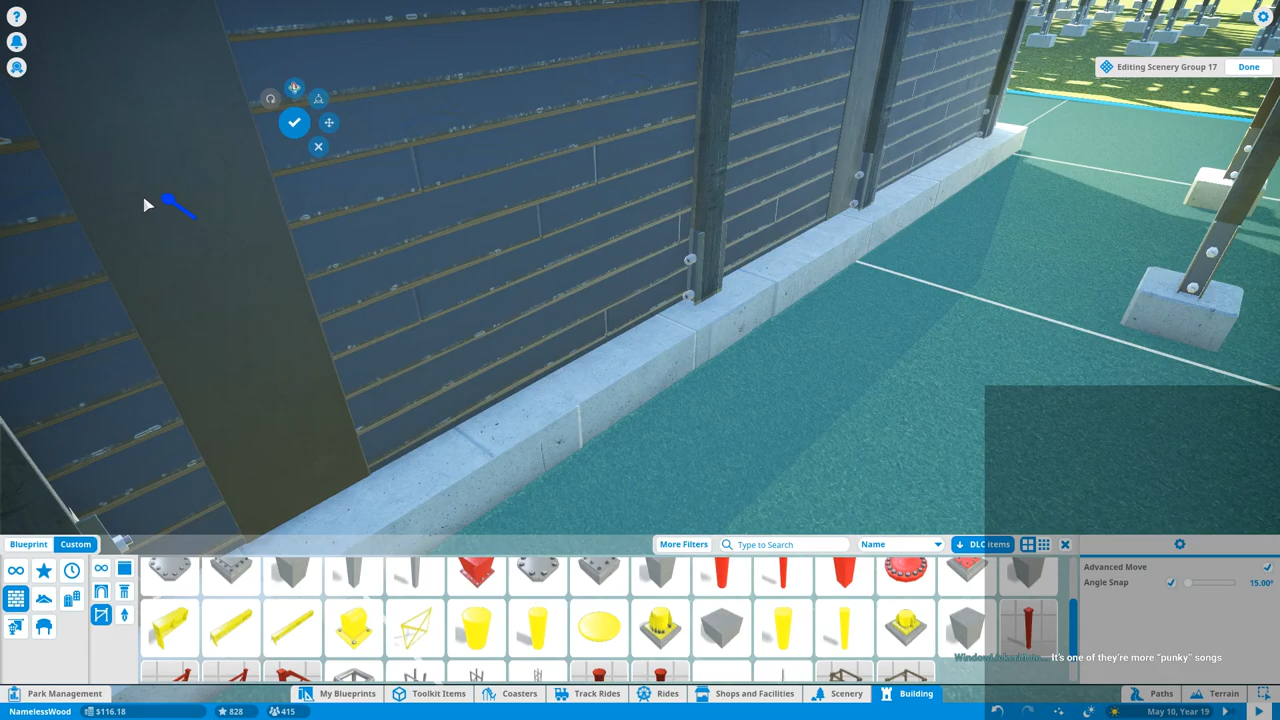 ?
Editing Scenery Group 17 Done
Blueprint Custom More Filters Type to Search Name DLC items
Advanced Move
Angle Snap 15.00°
It's one of they're more "punky" songs
Park Management My Blueprints Toolkit Items Coasters Track Rides Rides Shops and Facilities Scenery Building Paths Terrain
NamelessWood $116.18 828 415 May 10, Year 19